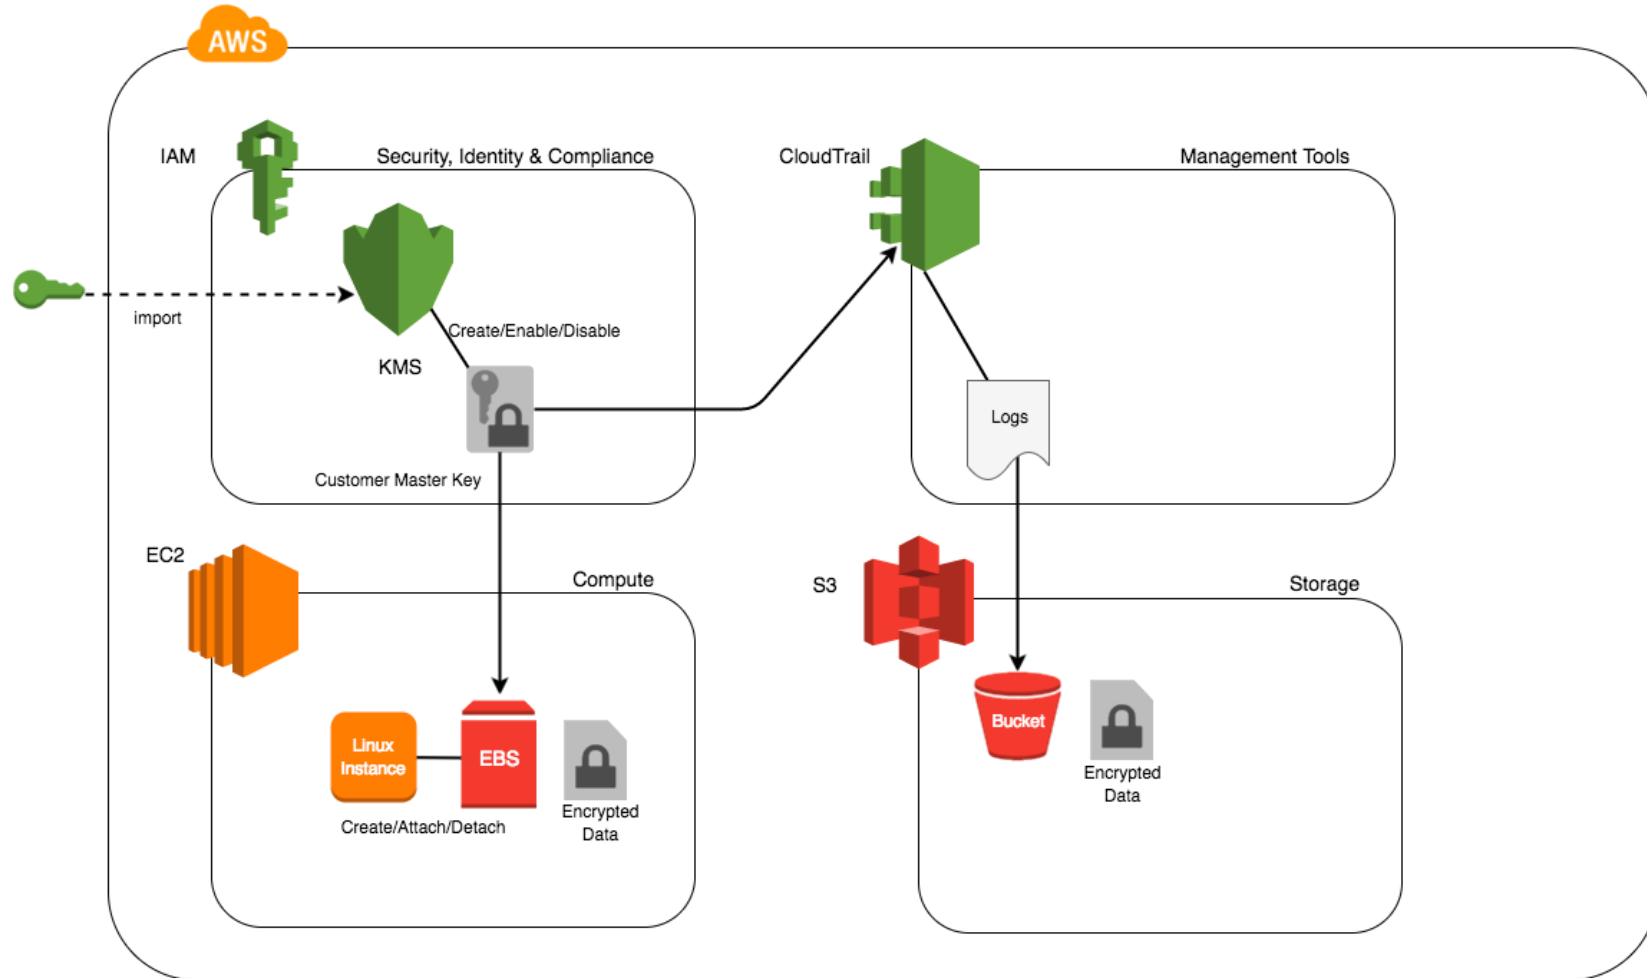 AWS
IAM
Security, Identity & Compliance
CloudTrail
Management Tools
import
Create/Enable/Disable
KMS
Logs
Customer Master Key
EC2
Compute
S3
Storage
Linux
Instance
EBS
Bucket
Encrypted
Data
Create/Attach/Detach
Encrypted
Data